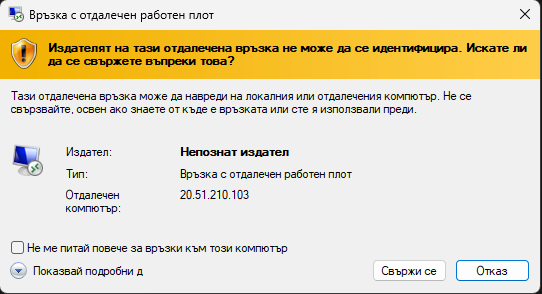 Връзка с отдалечен работен плот
Издателят на тази отдалечена връзка не може да се идентифицира. Искате ли
да се свържете въпреки това?
Тази отдалечена връзка може да навреди на локалния или отдалечения компютър. Не се
свързвайте, освен ако знаете от къде е връзката или сте я използвали преди.
Издател: Непознат издател
Тип: Връзка с отдалечен работен плот
Отдалечен 20.51.210.103
компютър:
Не ме питай повече за връзки към този компютър
Показвай подробни д
Свържи се
Отказ